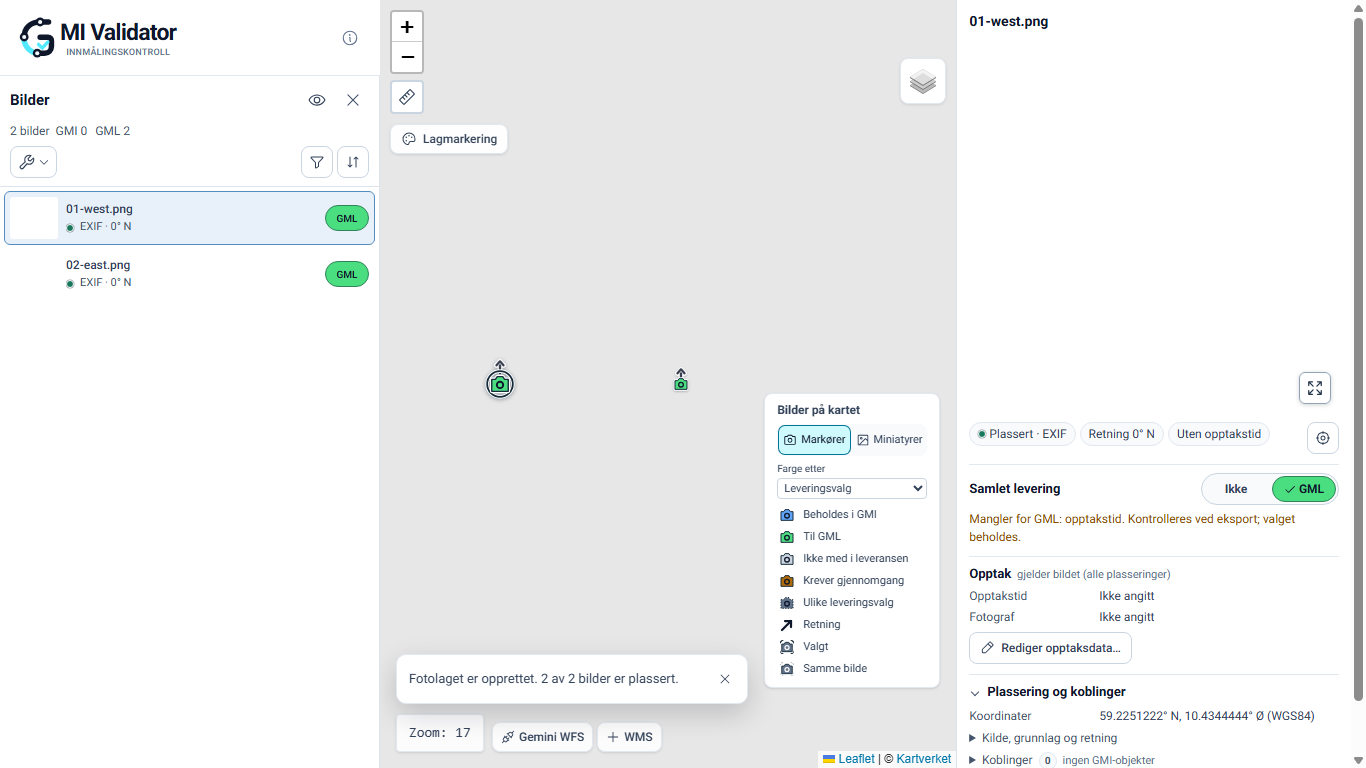 MI Validator
INNMÅLINGSKONTROLL
Bilder
2 bilder GMI 0 GML 2
01-west.png
EXIF · 0° N
GML
02-east.png
EXIF · 0° N
GML
+
−
Lagmarkering
Bilder på kartet
Markører
Miniatyrer
Farge etter
Leveringsvalg
Beholdes i GMI
Til GML
Ikke med i leveransen
Krever gjennomgang
Ulike leveringsvalg
Retning
Valgt
Samme bilde
Fotolaget er opprettet. 2 av 2 bilder er plassert.
Zoom: 17
Gemini WFS
WMS
Leaflet | © Kartverket
01-west.png
Plassert · EXIF
Retning 0° N
Uten opptakstid
Samlet levering
Ikke
GML
Mangler for GML: opptakstid. Kontrolleres ved eksport; valget
beholdes.
Opptak gjelder bildet (alle plasseringer)
Opptakstid Ikke angitt
Fotograf Ikke angitt
Rediger opptaksdata...
Plassering og koblinger
Koordinater 59.2251222° N, 10.4344444° Ø (WGS84)
Kilde, grunnlag og retning
Koblinger 0 ingen GMI-objekter